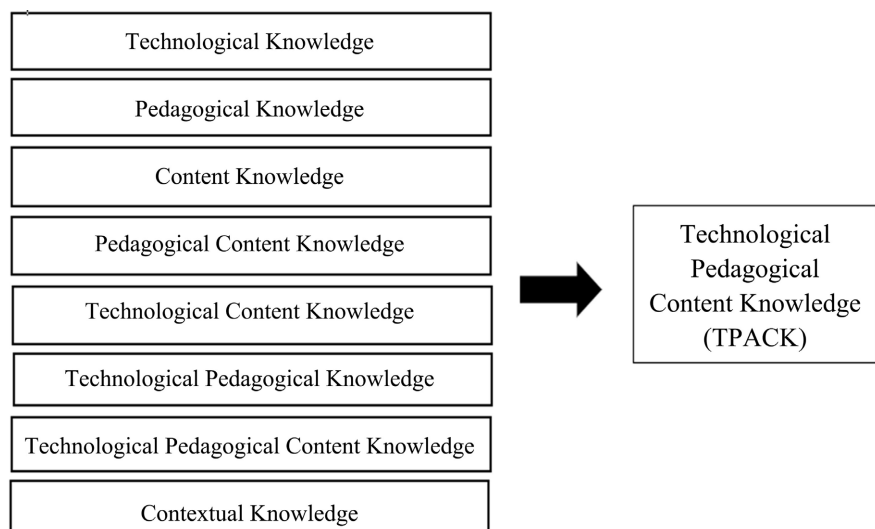 Technological Knowledge
Pedagogical Knowledge
Content Knowledge
Pedagogical Content Knowledge
Technological Content Knowledge
Technological Pedagogical Knowledge
Technological Pedagogical Content Knowledge
Contextual Knowledge
Technological
Pedagogical
Content Knowledge
(TPACK)